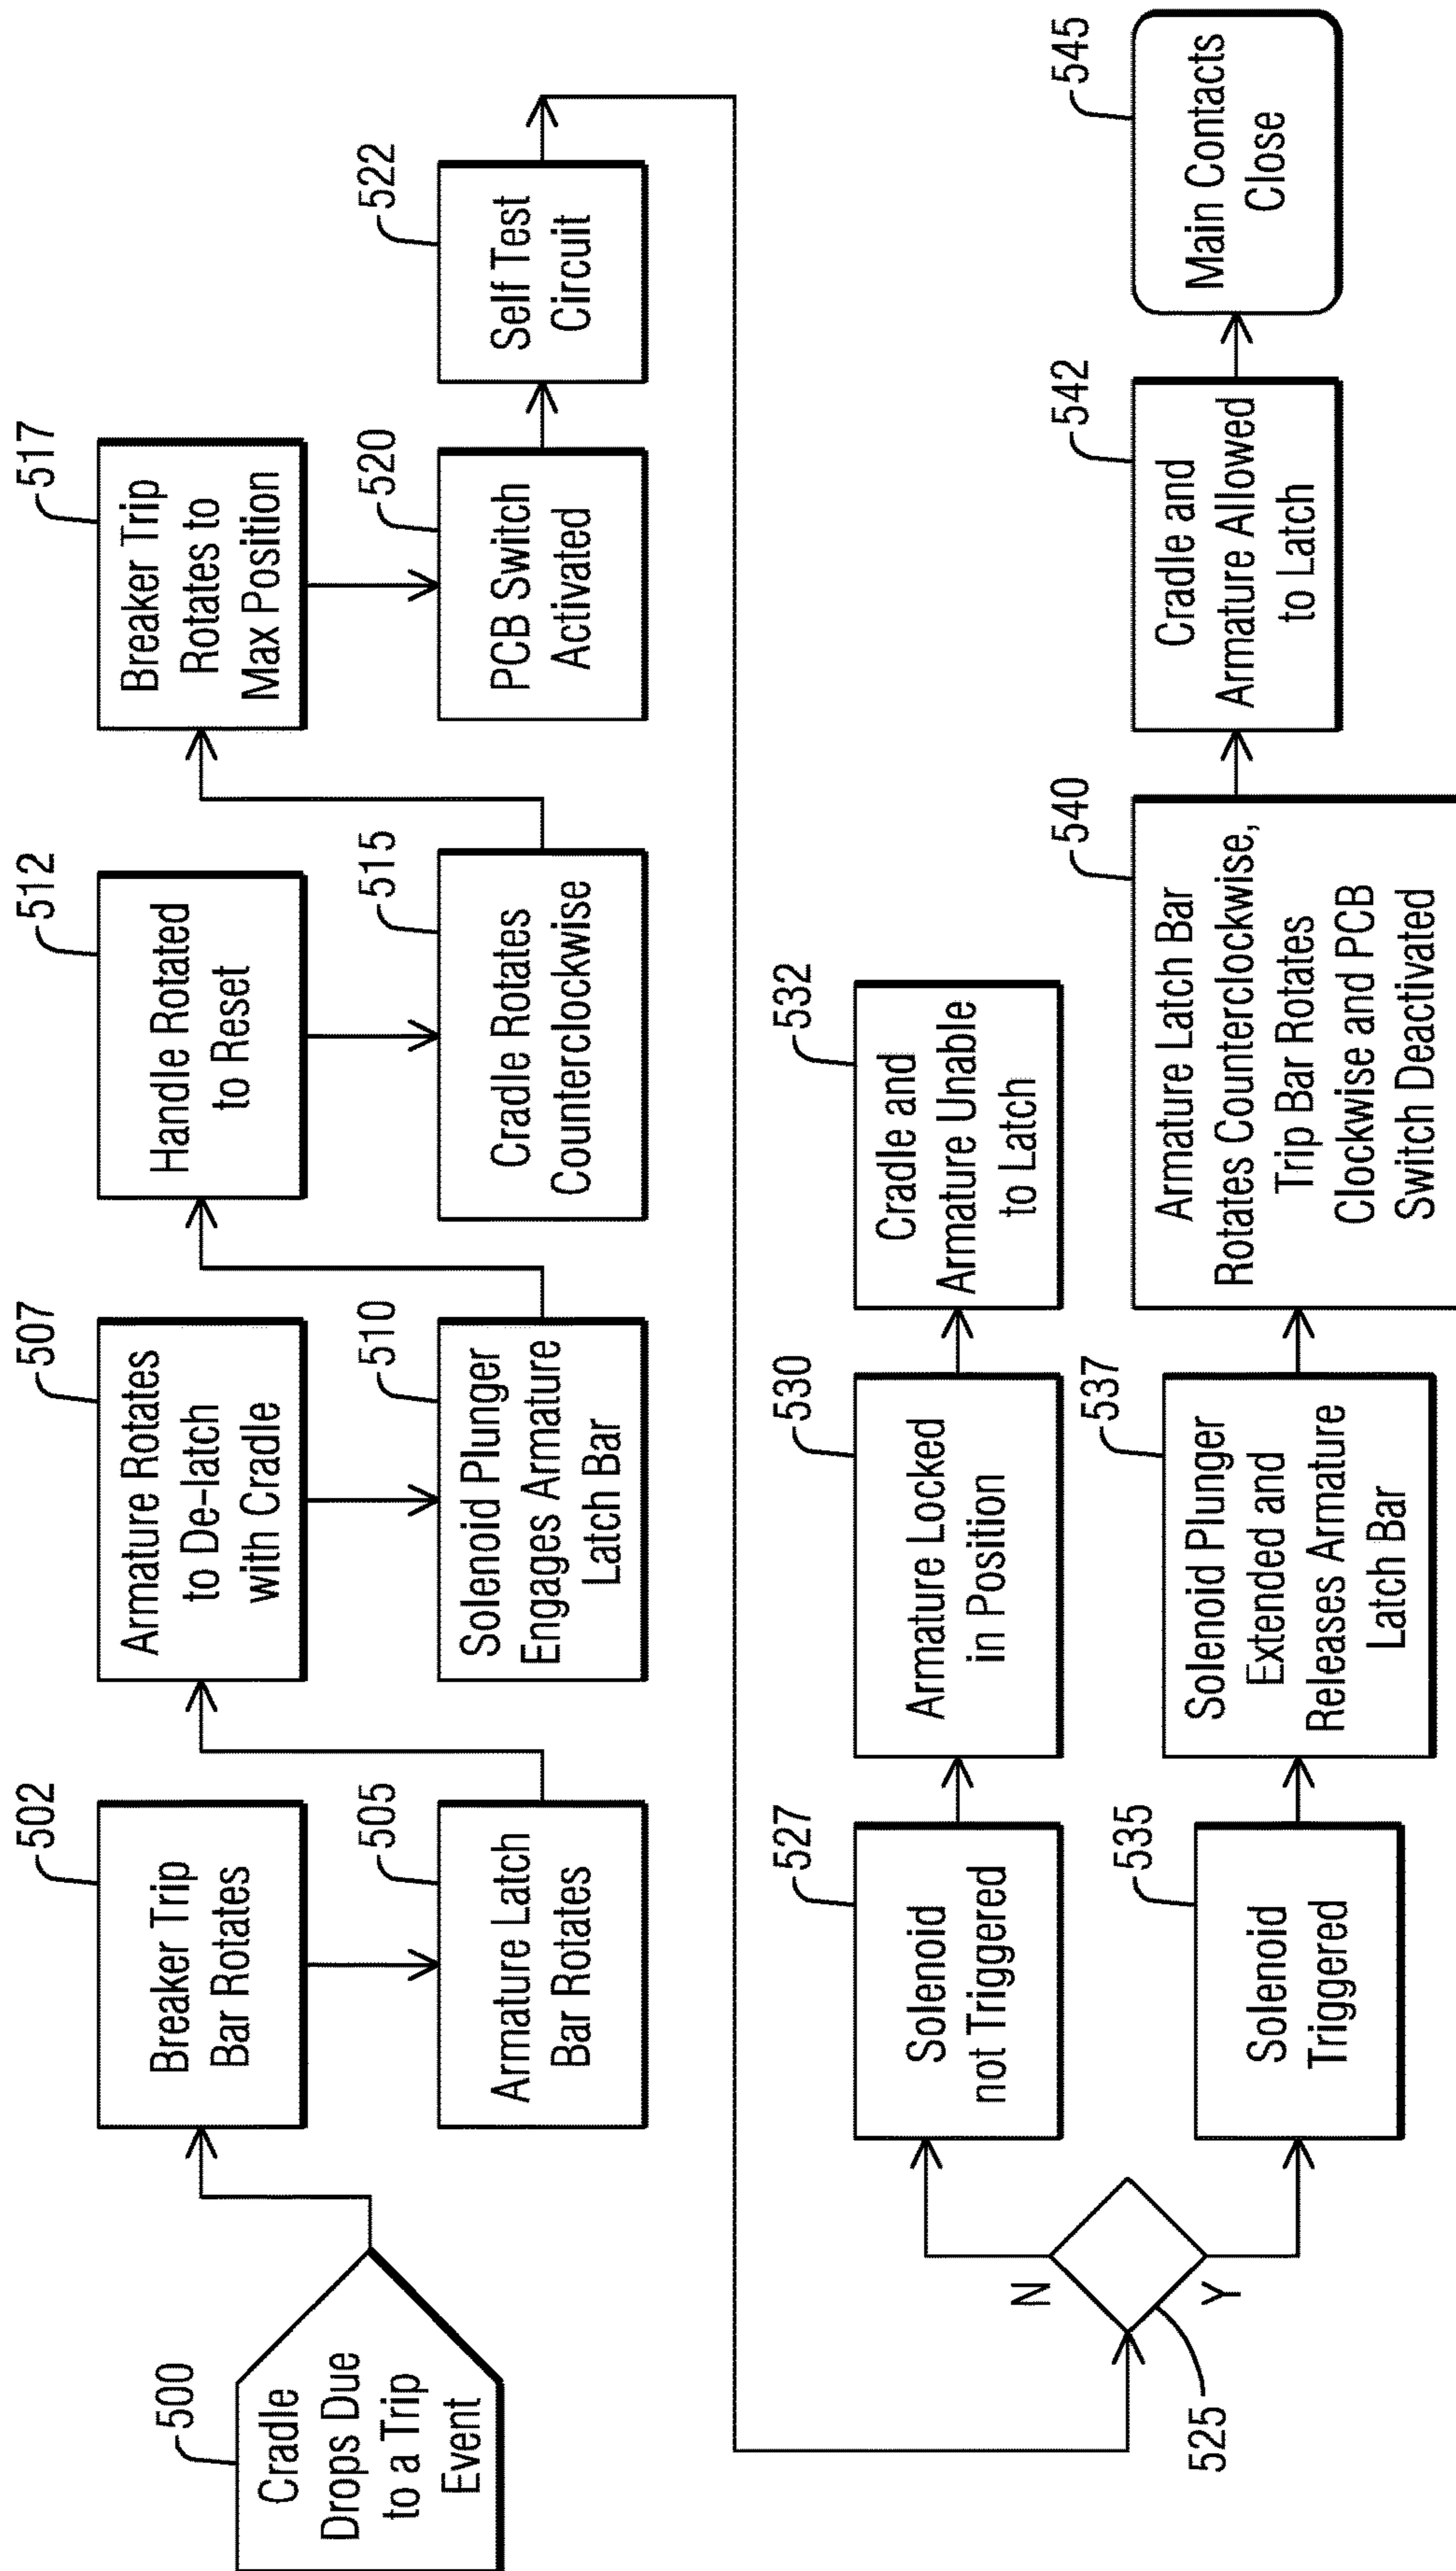 500
Cradle
Drops Due
to a Trip
Event
502
Breaker Trip
Bar Rotates
505
Armature Latch
Bar Rotates
507
Armature Rotates
to De-latch
with Cradle
510
Solenoid Plunger
Engages Armature
Latch Bar
512
Handle Rotated
to Reset
515
Cradle Rotates
Counterclockwise
517
Breaker Trip
Rotates to
Max Position
520
PCB Switch
Activated
522
Self Test
Circuit
525
N
Y
527
Solenoid
not Triggered
530
Armature Locked
in Position
532
Cradle and
Armature Unable
to Latch
535
Solenoid
Triggered
537
Solenoid Plunger
Extended and
Releases Armature
Latch Bar
540
Armature Latch Bar
Rotates Counterclockwise,
Trip Bar Rotates
Clockwise and PCB
Switch Deactivated
542
Cradle and
Armature Allowed
to Latch
545
Main Contacts
Close